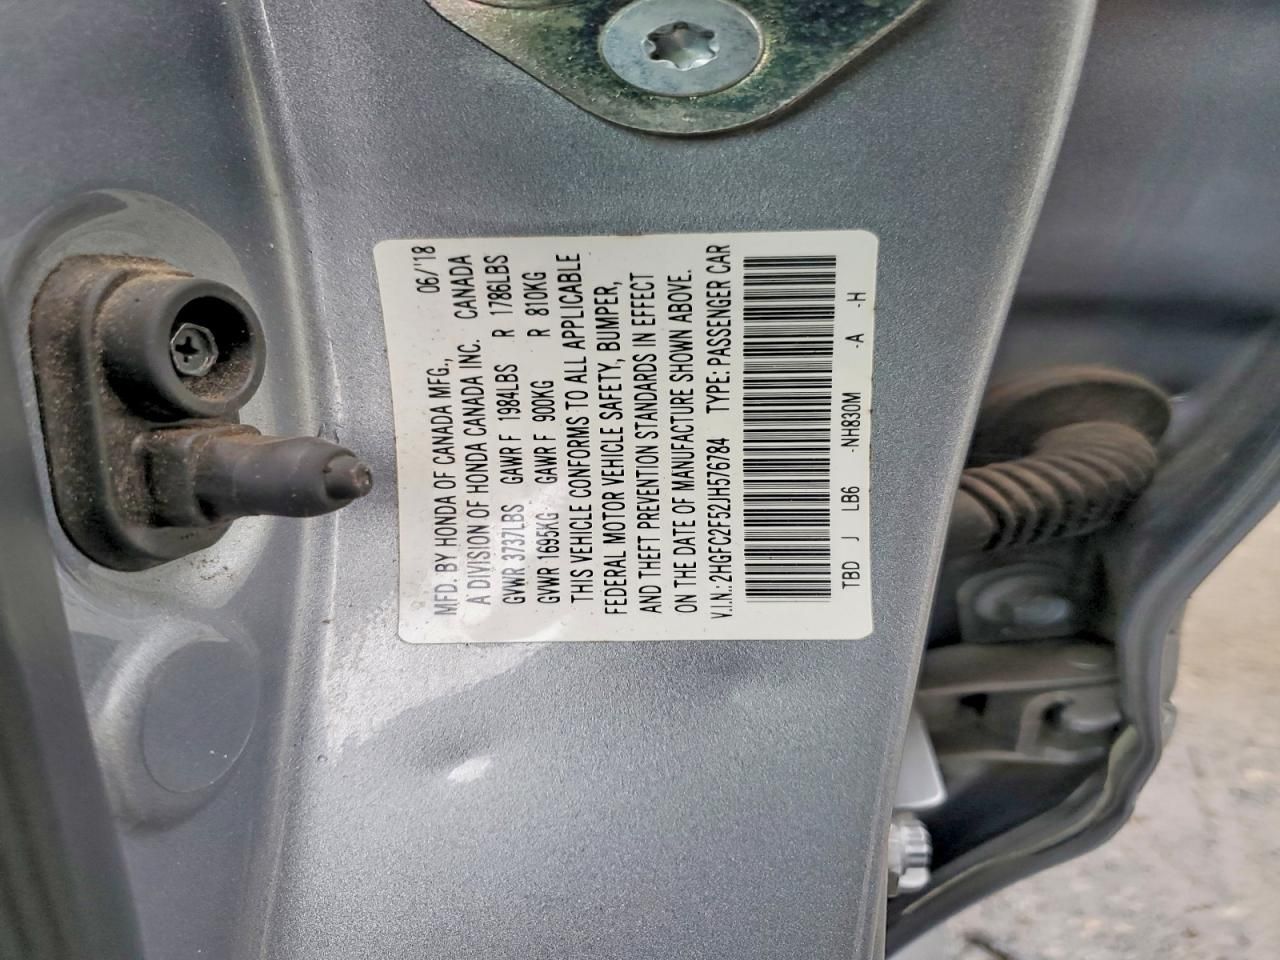 MFD. BY HONDA OF CANADA MFG., 06/'18
A DIVISION OF HONDA CANADA INC. CANADA
GVWR 3737LBS GAWR F 1984LBS R 1786LBS
GVWR 1695KG GAWR F 900KG R 810KG
THIS VEHICLE CONFORMS TO ALL APPLICABLE
FEDERAL MOTOR VEHICLE SAFETY, BUMPER,
AND THEFT PREVENTION STANDARDS IN EFFECT
ON THE DATE OF MANUFACTURE SHOWN ABOVE.
V.I.N.: 2HGFC2F52JH576784 TYPE: PASSENGER CAR
TBD J LB6 -NH830M -A -H